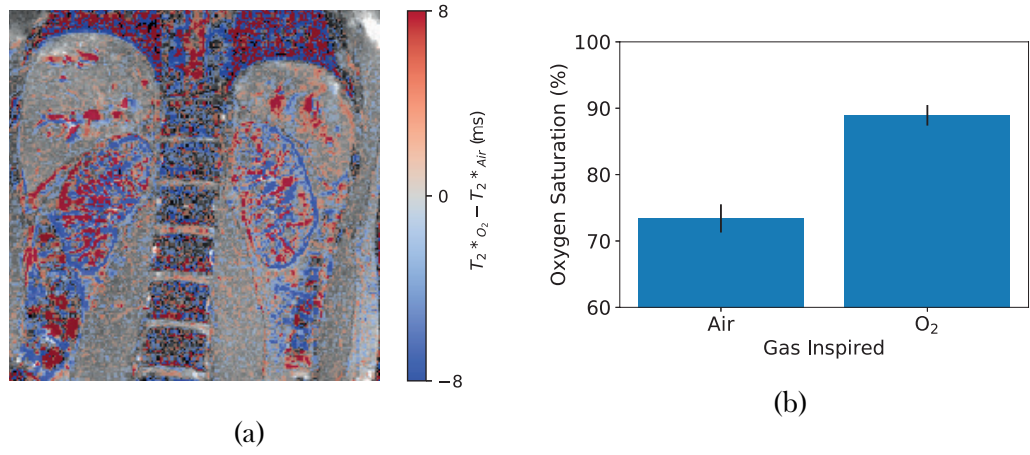 8
0
−8
T₂*O₂ − T₂*Air (ms)
(a)
100
90
80
70
60
Oxygen Saturation (%)
Air
O₂
Gas Inspired
(b)